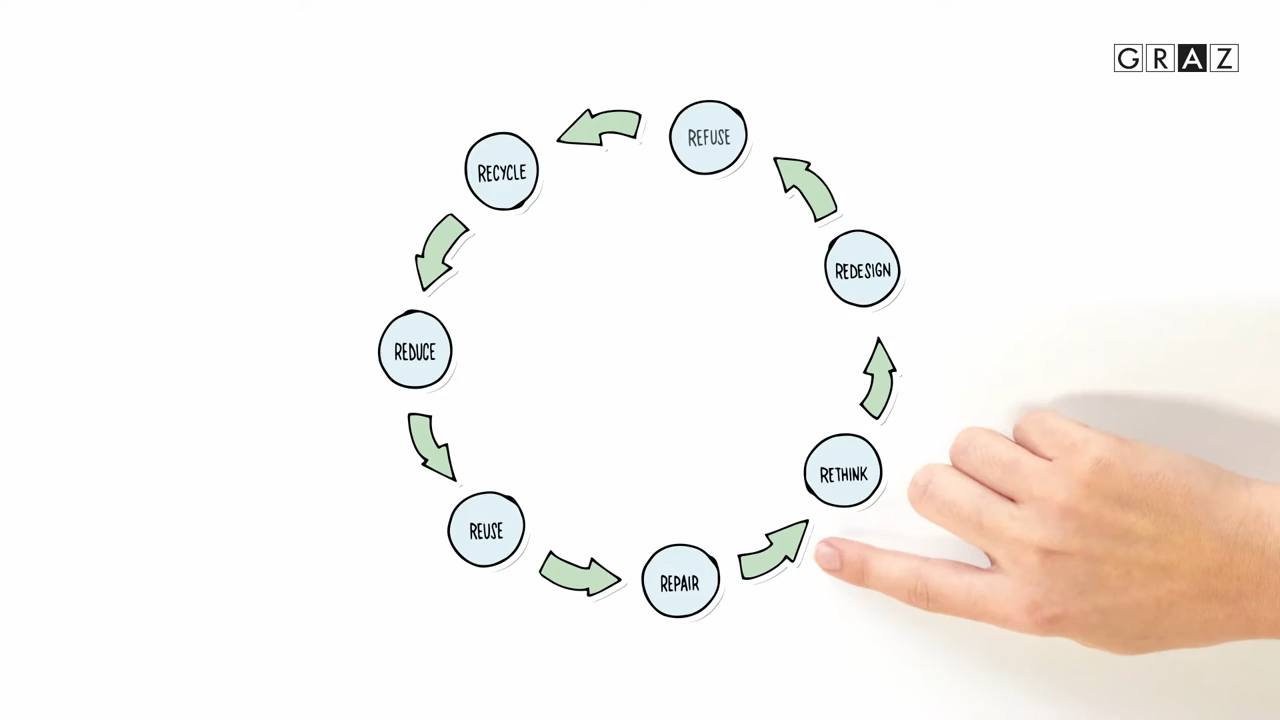 GRAZ
REFUSE
RECYCLE
REDUCE
REUSE
REPAIR
RETHINK
REDESIGN